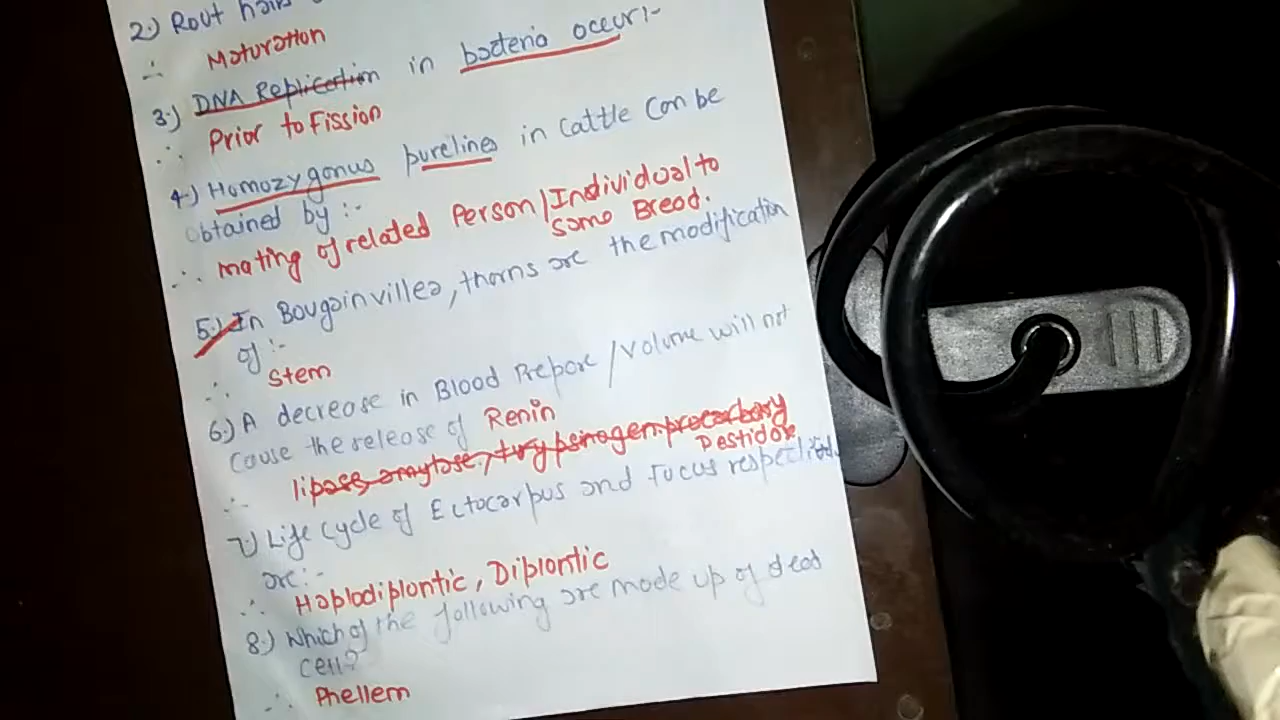 2.) Rout hairs
∴ Maturation
3.) DNA Replication in bacteria occur:-
∴ Prior to Fission
4.) Homozygonus purelines in cattle can be
obtained by :-
∴ mating of related Person/Individual to
same Breed.
5.) In Bougainvillea, thorns are the modification
of :-
∴ Stem
6.) A decrease in Blood Prepare/Volume will not
cause the release of Renin
∴ lipase, amylase, trypsinogen. procarboxy
Pestidase
7.) Life cycle of Ectocarpus and Fucus
are:-
∴ Haplodiplontic, Diplontic
8.) Which of the following are made up of dead
cell?
∴ Phellem